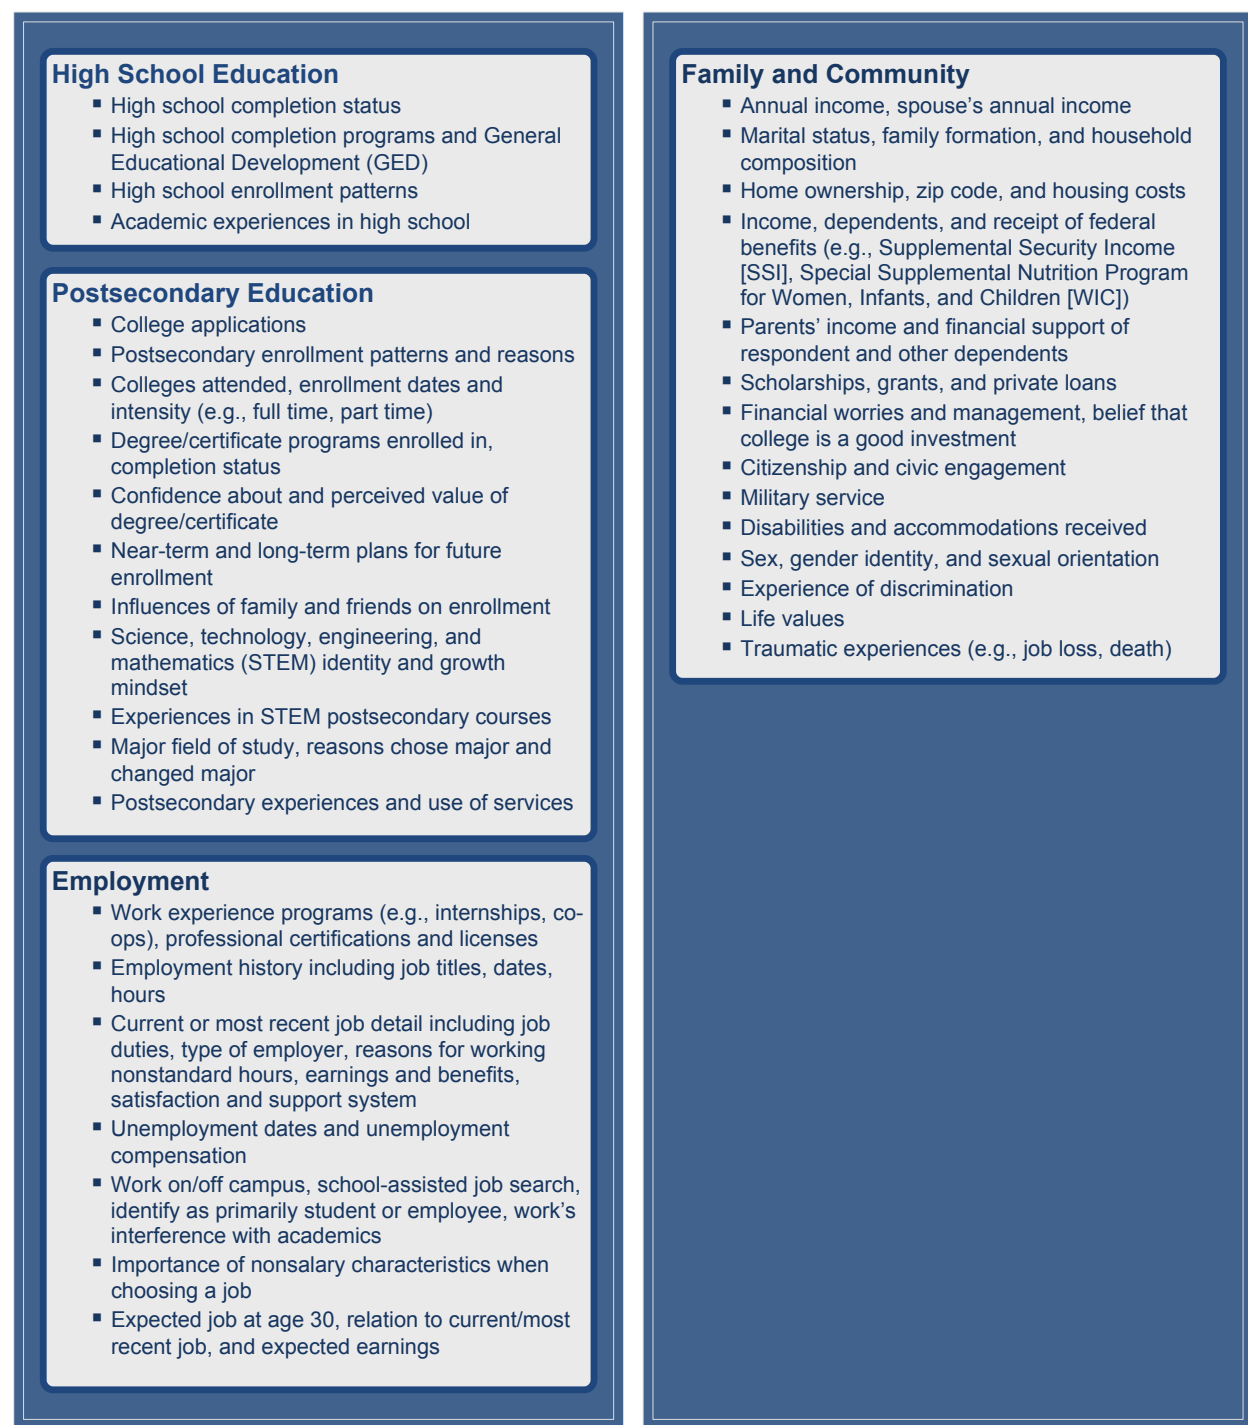 High School Education
▪ High school completion status
▪ High school completion programs and General
Educational Development (GED)
▪ High school enrollment patterns
▪ Academic experiences in high school
Postsecondary Education
▪ College applications
▪ Postsecondary enrollment patterns and reasons
▪ Colleges attended, enrollment dates and
intensity (e.g., full time, part time)
▪ Degree/certificate programs enrolled in,
completion status
▪ Confidence about and perceived value of
degree/certificate
▪ Near-term and long-term plans for future
enrollment
▪ Influences of family and friends on enrollment
▪ Science, technology, engineering, and
mathematics (STEM) identity and growth
mindset
▪ Experiences in STEM postsecondary courses
▪ Major field of study, reasons chose major and
changed major
▪ Postsecondary experiences and use of services
Employment
▪ Work experience programs (e.g., internships, co-
ops), professional certifications and licenses
▪ Employment history including job titles, dates,
hours
▪ Current or most recent job detail including job
duties, type of employer, reasons for working
nonstandard hours, earnings and benefits,
satisfaction and support system
▪ Unemployment dates and unemployment
compensation
▪ Work on/off campus, school-assisted job search,
identify as primarily student or employee, work’s
interference with academics
▪ Importance of nonsalary characteristics when
choosing a job
▪ Expected job at age 30, relation to current/most
recent job, and expected earnings
Family and Community
▪ Annual income, spouse’s annual income
▪ Marital status, family formation, and household
composition
▪ Home ownership, zip code, and housing costs
▪ Income, dependents, and receipt of federal
benefits (e.g., Supplemental Security Income
[SSI], Special Supplemental Nutrition Program
for Women, Infants, and Children [WIC])
▪ Parents’ income and financial support of
respondent and other dependents
▪ Scholarships, grants, and private loans
▪ Financial worries and management, belief that
college is a good investment
▪ Citizenship and civic engagement
▪ Military service
▪ Disabilities and accommodations received
▪ Sex, gender identity, and sexual orientation
▪ Experience of discrimination
▪ Life values
▪ Traumatic experiences (e.g., job loss, death)